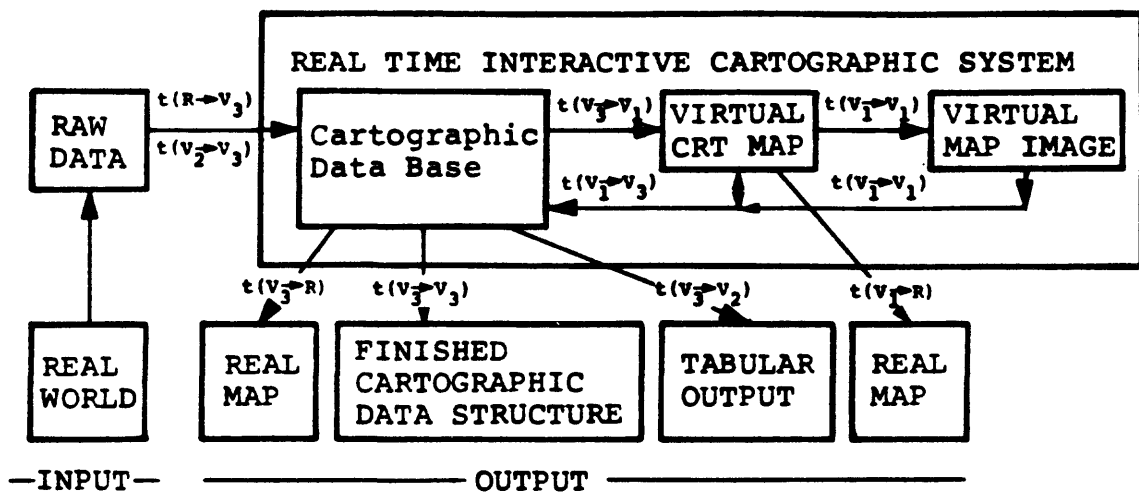 REAL TIME INTERACTIVE CARTOGRAPHIC SYSTEM
RAW
DATA
t(R→V3)
t(V2→V3)
Cartographic
Data Base
t(V3→V1)
VIRTUAL
CRT MAP
t(V1→V1)
VIRTUAL
MAP IMAGE
t(V1→V3)
t(V1→V1)
t(V3→R)
t(V3→V3)
t(V3→V2)
t(V1→R)
REAL
WORLD
REAL
MAP
FINISHED
CARTOGRAPHIC
DATA STRUCTURE
TABULAR
OUTPUT
REAL
MAP
INPUT
OUTPUT